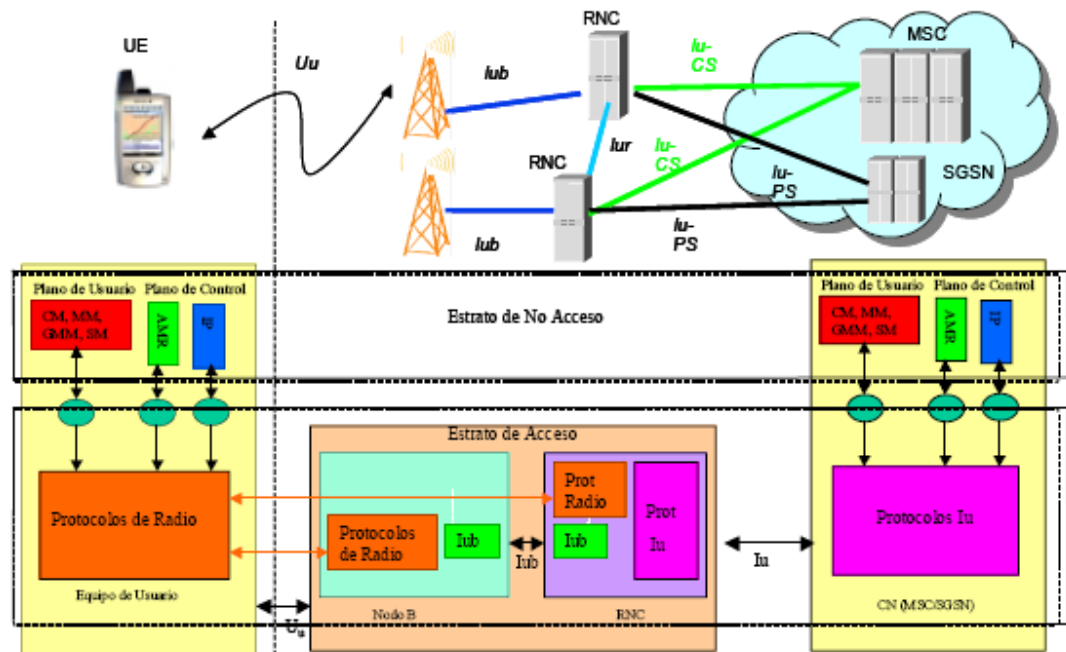 UE
Uu
Iub
RNC
Iu-
CS
MSC
Iur
Iu-
CS
RNC
SGSN
Iu-
PS
Iub
Iu-
PS
Plano de Usuario
Plano de Control
CM, MM,
GMM, SM
AMR
IP
Estrato de No Acceso
Plano de Usuario
Plano de Control
CM, MM,
GMM, SM
AMR
IP
Estrato de Acceso
Protocolos de Radio
Protocolos
de Radio
Iub
Iub
Prot
Radio
Iub
Prot
Iu
Iu
Protocolos Iu
Equipo de Usuario
Uu
Nodo B
RNC
CN (MSC/SGSN)